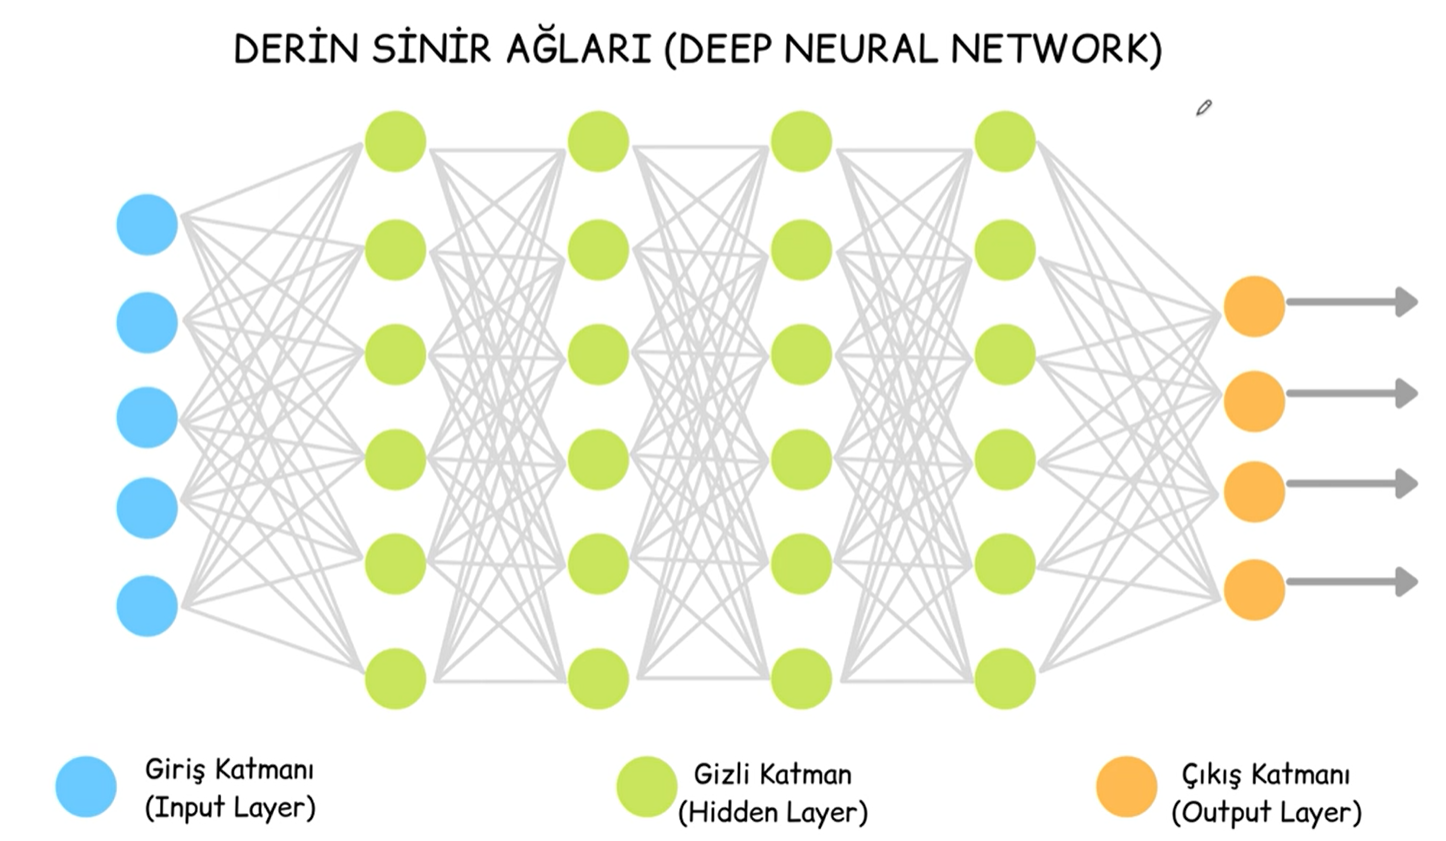 DERİN SİNİR AĞLARI (DEEP NEURAL NETWORK)
Giriş Katmanı
(Input Layer)
Gizli Katman
(Hidden Layer)
Çıkış Katmanı
(Output Layer)